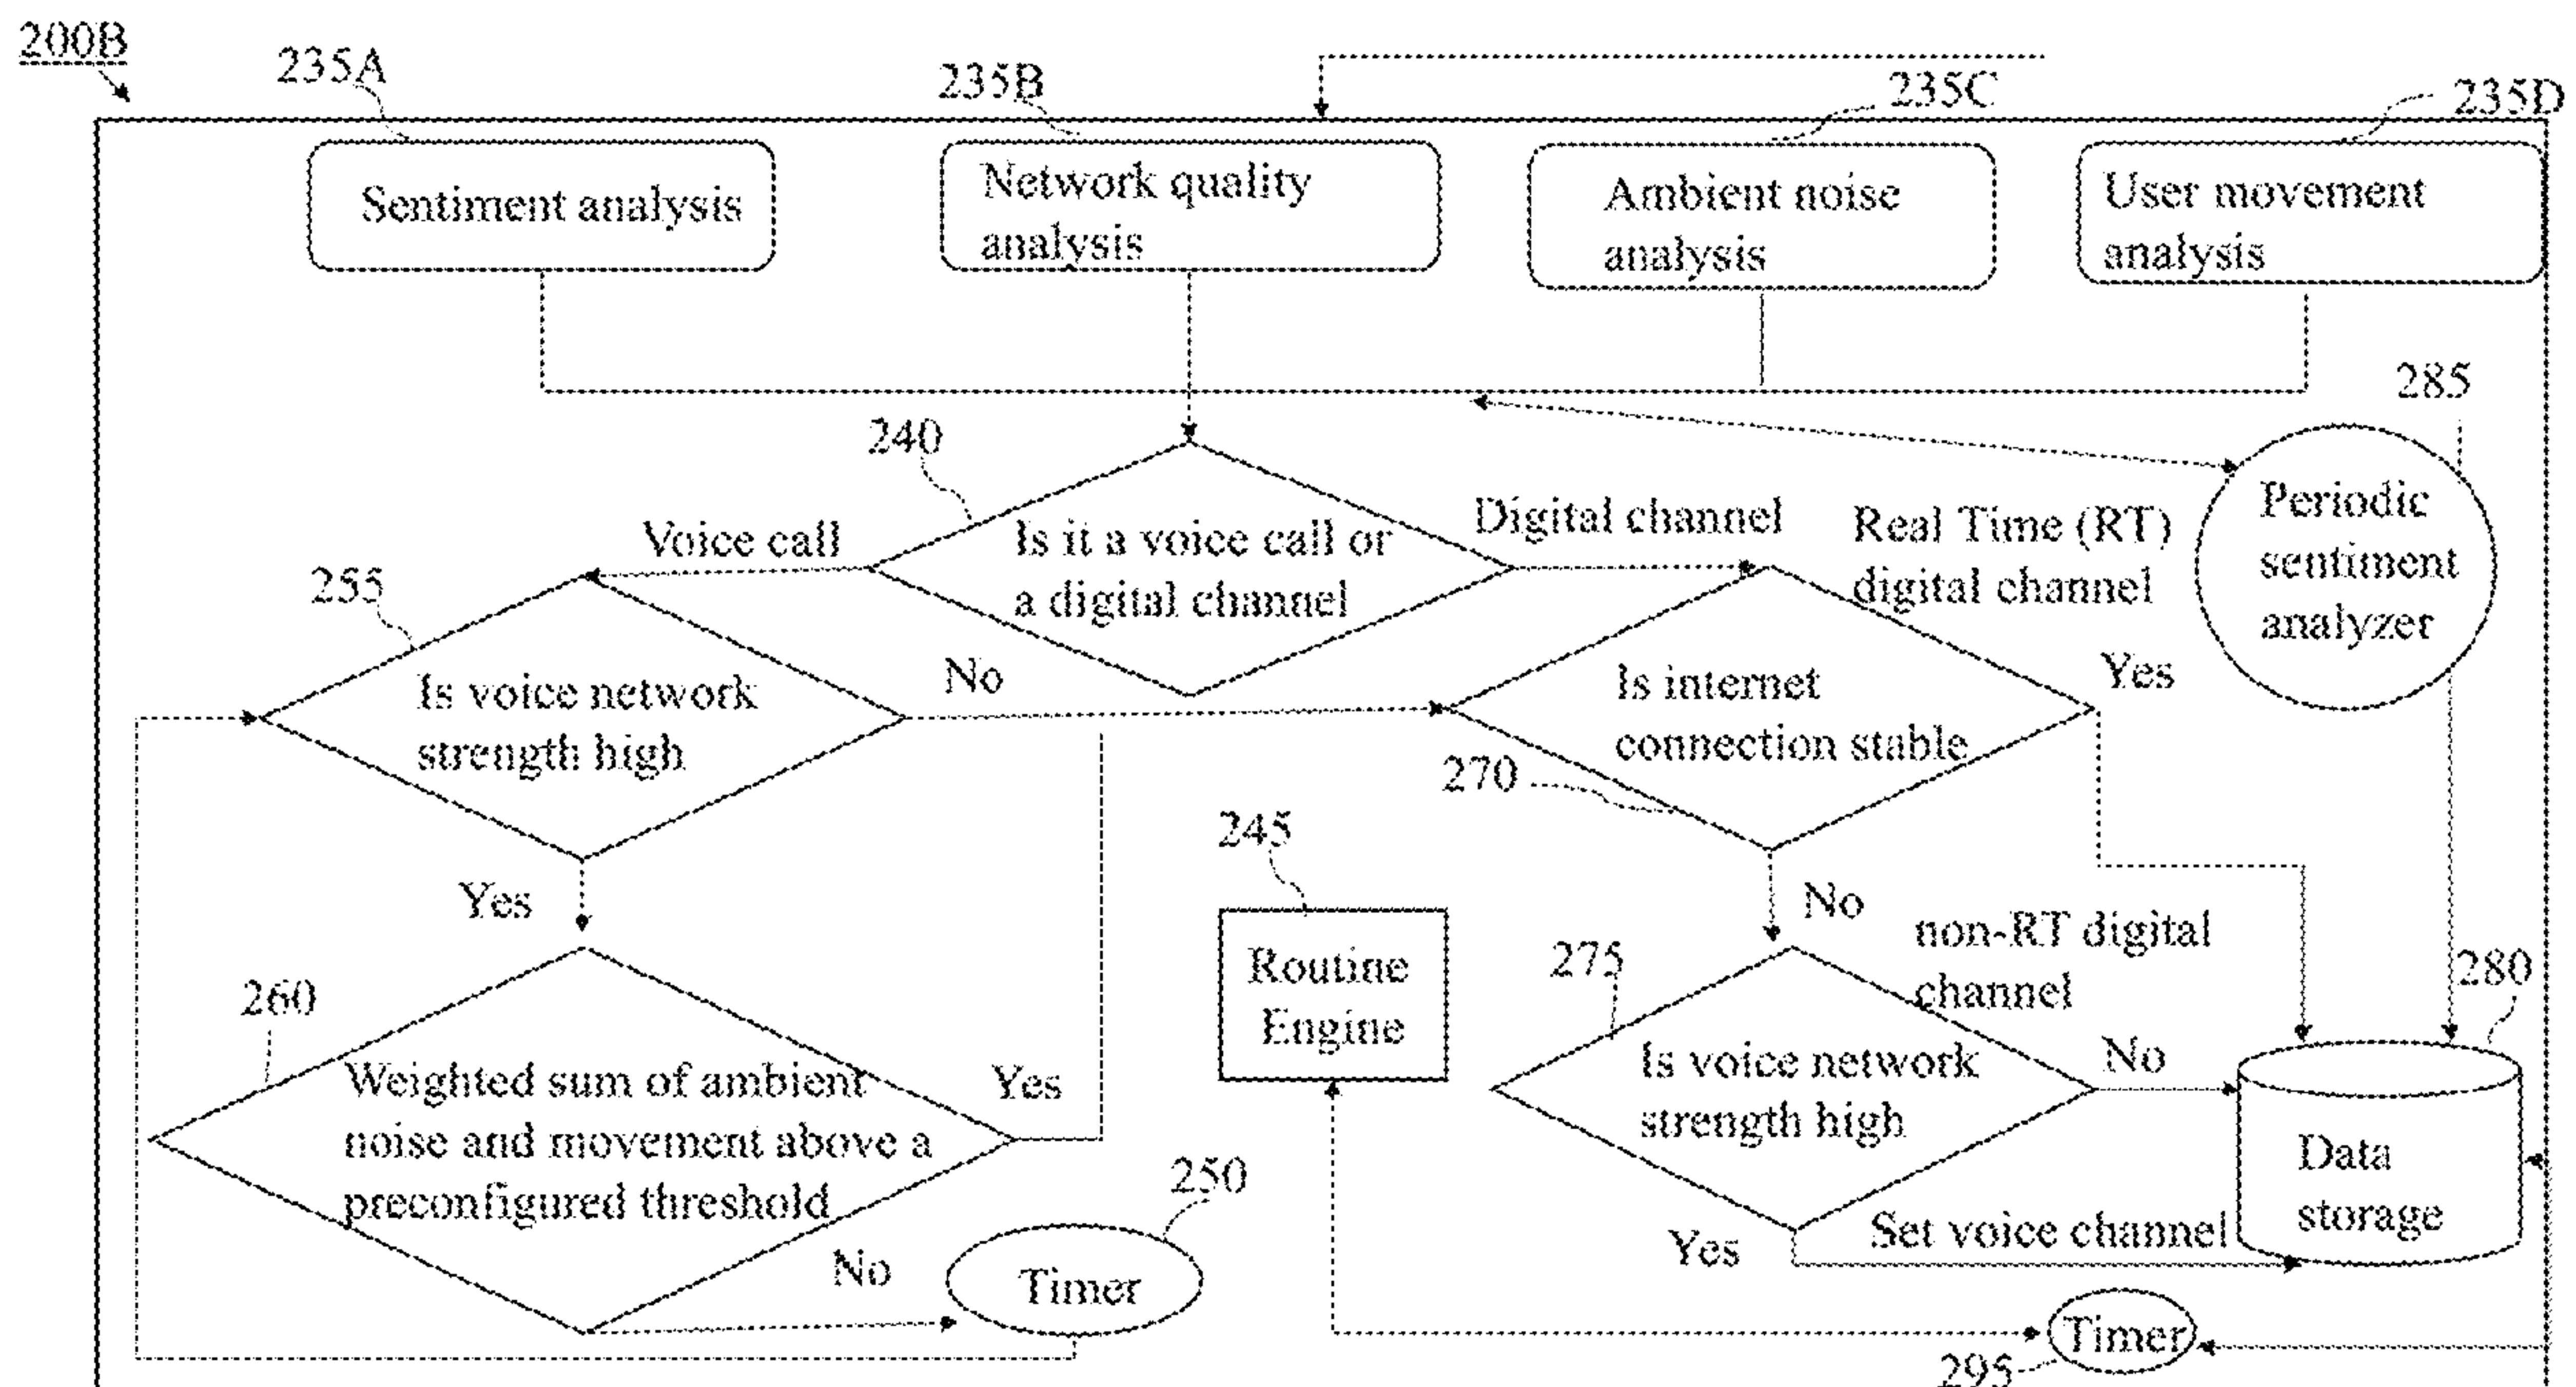 200B
235A
235B
235C
235D
Sentiment analysis
Network quality
analysis
Ambient noise
analysis
User movement
analysis
285
240
Voice call
Is it a voice call or
a digital channel
Digital channel
Real Time (RT)
digital channel
Periodic
sentiment
analyzer
255
Is voice network
strength high
No
Is internet
connection stable
Yes
270
245
Yes
No
Routine
Engine
275
non-RT digital
channel
280
260
Weighted sum of ambient
noise and movement above a
preconfigured threshold
Yes
Is voice network
strength high
No
Data
storage
250
No
Timer
Yes
Set voice channel
Timer
295